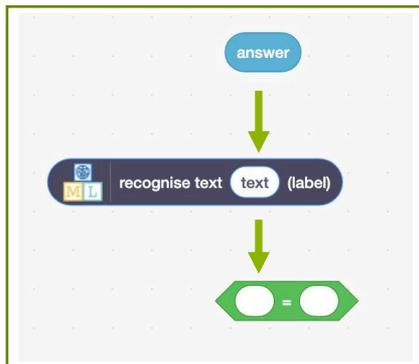 answer
M L recognise text text (label)
=